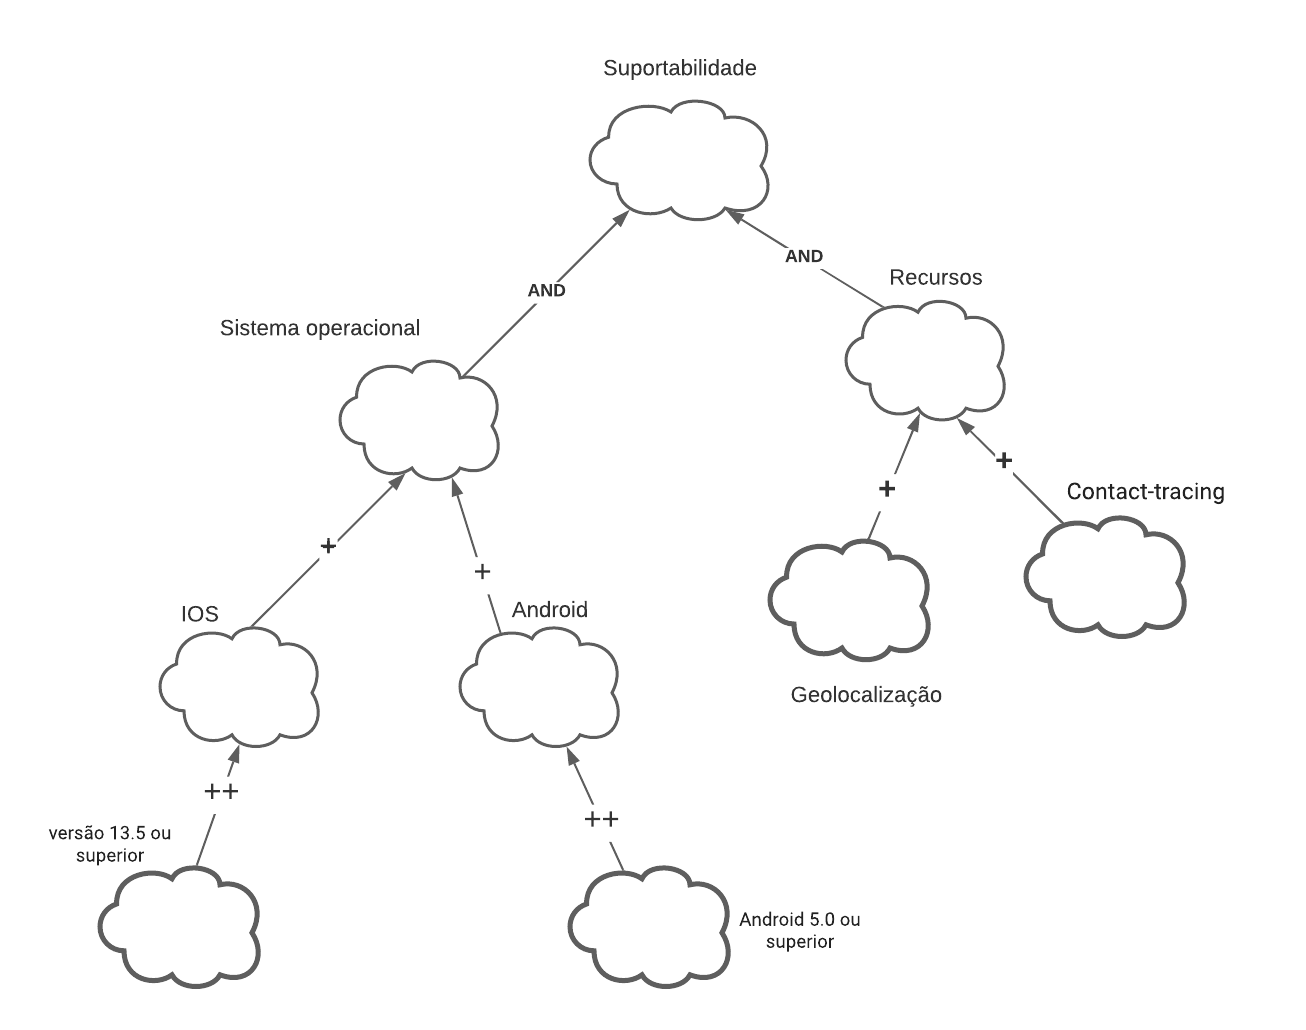 Suportabilidade
AND
Recursos
AND
Sistema operacional
+
Contact-tracing
+
+
+
IOS
Android
Geolocalização
++
++
versão 13.5 ou
superior
Android 5.0 ou
superior